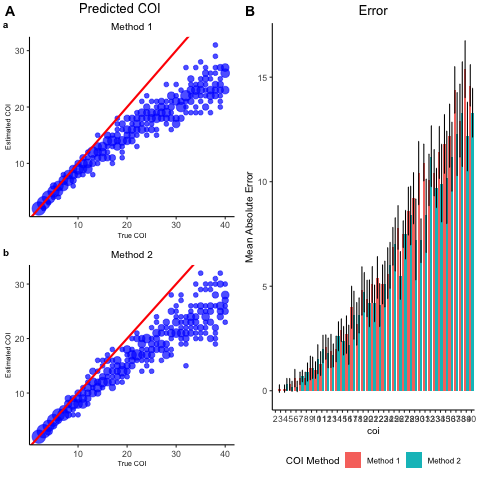 A
Predicted COI
a
Method 1
Estimated COI
30
20
10
10
20
30
40
True COI
b
Method 2
Estimated COI
30
20
10
10
20
30
40
True COI
B
Error
Mean Absolute Error
15
10
5
0
coi
COI Method
Method 1
Method 2